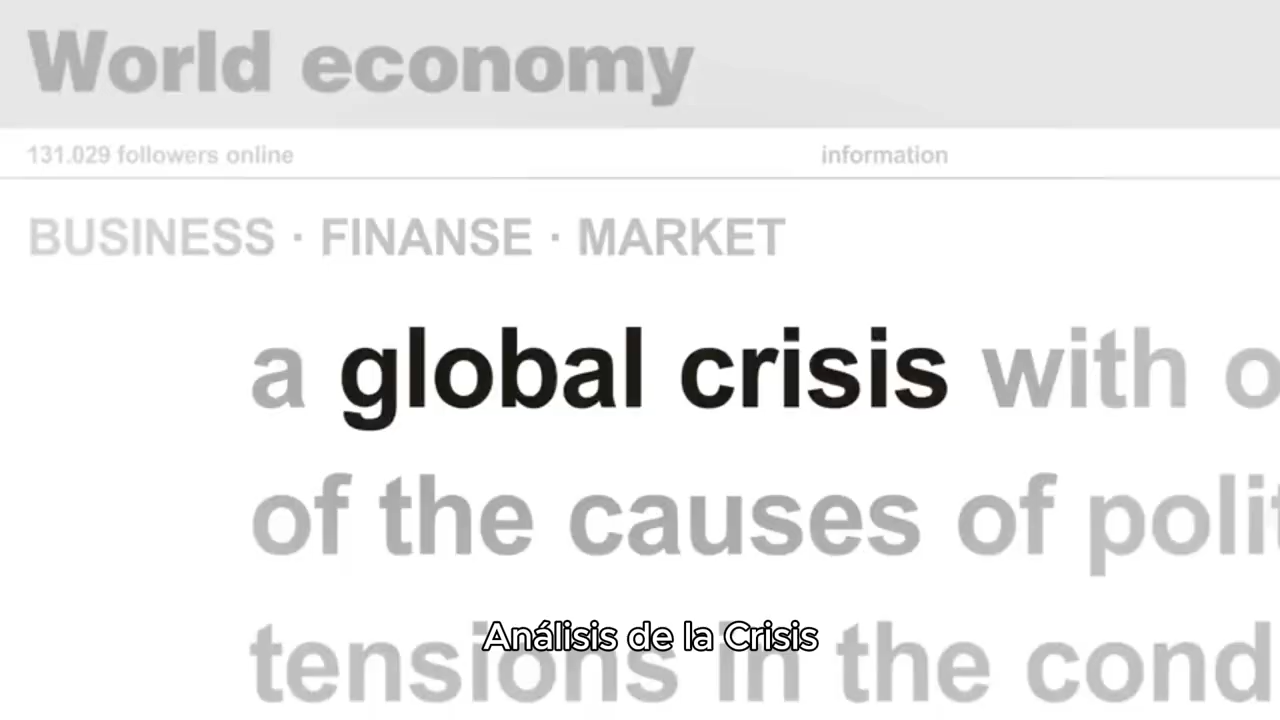 World economy
131.029 followers online information
BUSINESS · FINANSE · MARKET
a global crisis with
of the causes of
tensions in the
Análisis de la Crisis